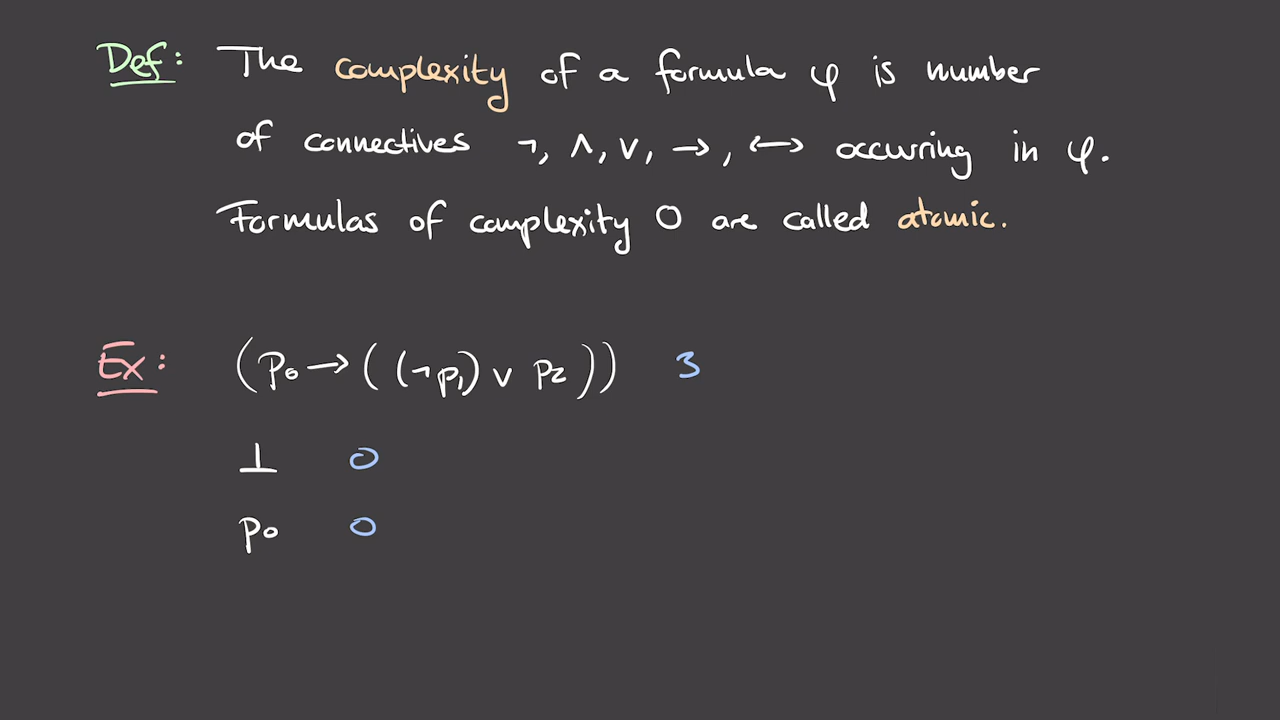 Def: The complexity of a formula φ is number
of connectives ¬, ∧, ∨, →, ↔ occuring in φ.
Formulas of complexity 0 are called atomic.
Ex: (p₀ → ((¬p₁) ∨ p₂)) 3
⊥ 0
p₀ 0